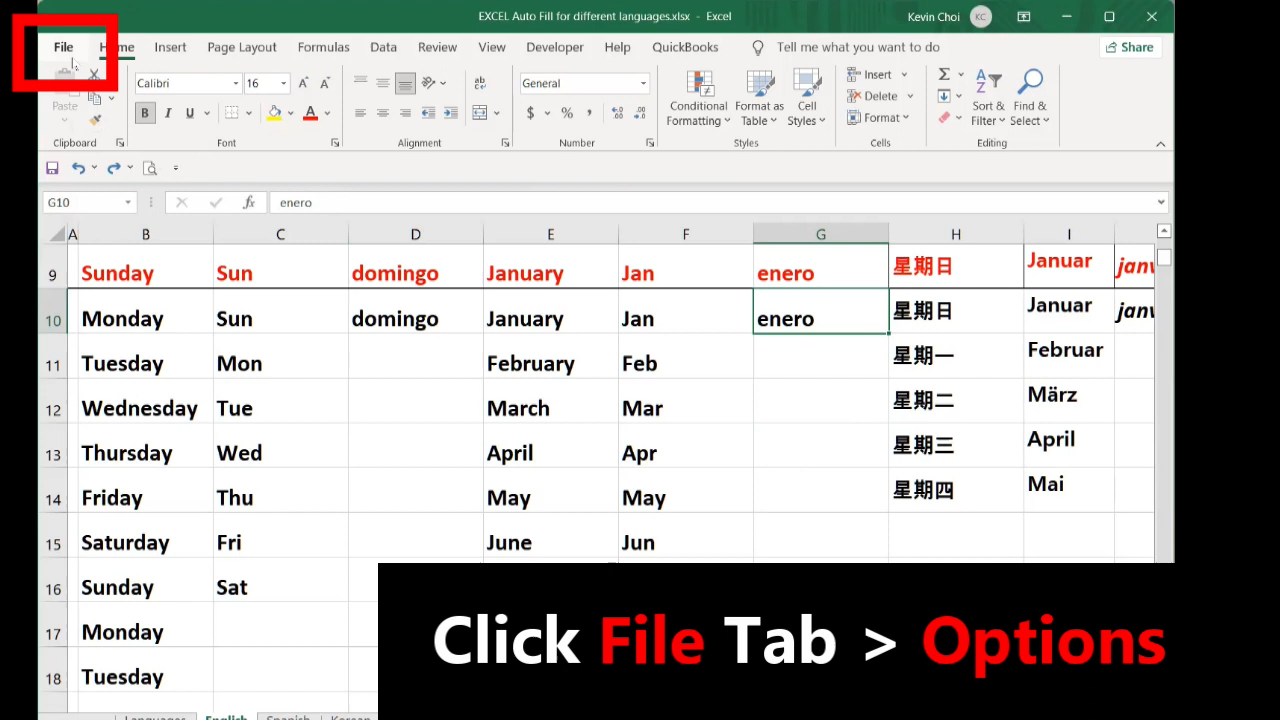 EXCEL Auto Fill for different languages.xlsx - Excel
Kevin Choi KC
File Home Insert Page Layout Formulas Data Review View Developer Help QuickBooks Tell me what you want to do Share
Calibri 16 General Insert Σ
Paste Conditional Format as Cell Delete Sort & Find &
B I U A $ % Formatting Table Styles Format Filter Select
Clipboard Font Alignment Number Styles Cells Editing
G10 fx enero
A B C D E F G H I
9 Sunday Sun domingo January Jan enero 星期日 Januar janv
10 Monday Sun domingo January Jan enero 星期日 Januar janv
11 Tuesday Mon February Feb 星期一 Februar
12 Wednesday Tue March Mar 星期二 März
13 Thursday Wed April Apr 星期三 April
14 Friday Thu May May 星期四 Mai
15 Saturday Fri June Jun
16 Sunday Sat
17 Monday
18 Tuesday
Languages English Spanish Korean
Click File Tab > Options